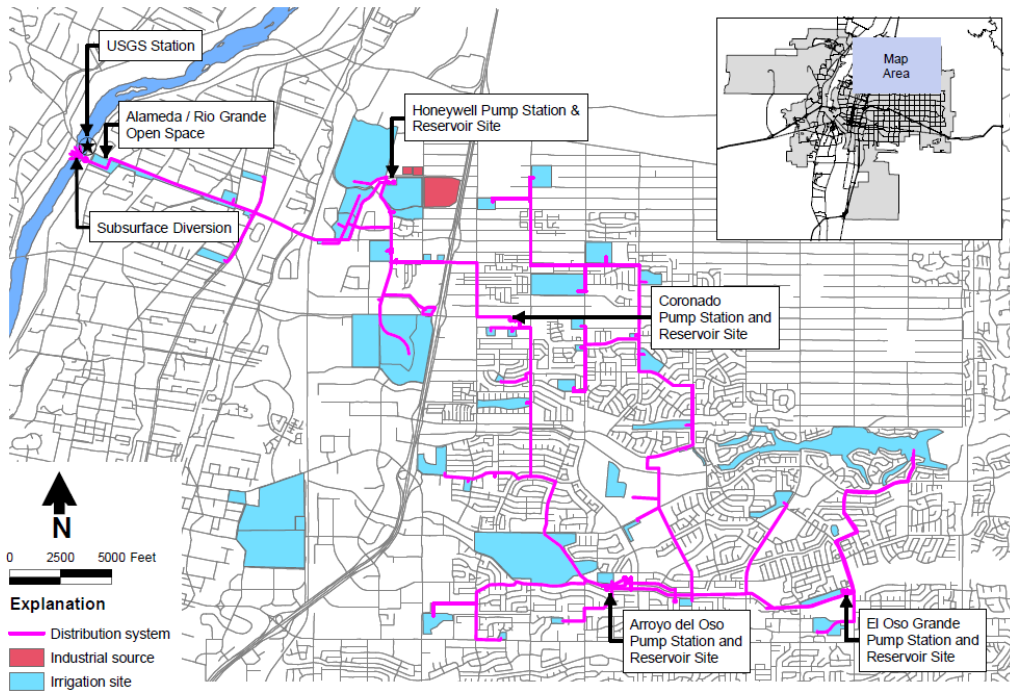 USGS Station
Alameda / Rio Grande
Open Space
Honeywell Pump Station &
Reservoir Site
Map
Area
Subsurface Diversion
Coronado
Pump Station and
Reservoir Site
N
0 2500 5000 Feet
Explanation
Distribution system
Industrial source
Irrigation site
Arroyo del Oso
Pump Station and
Reservoir Site
El Oso Grande
Pump Station and
Reservoir Site